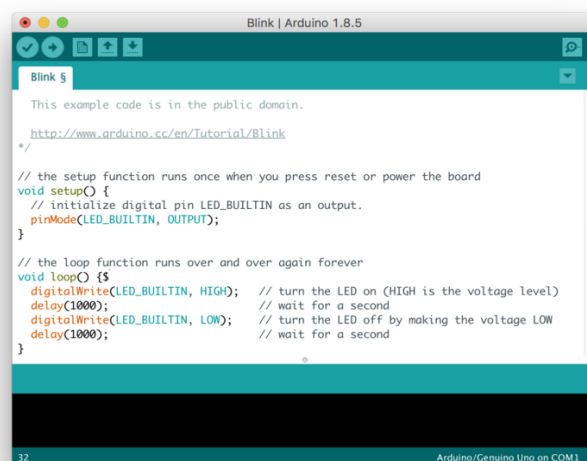 Blink | Arduino 1.8.5
Blink §
This example code is in the public domain.
http://www.arduino.cc/en/Tutorial/Blink
*/
// the setup function runs once when you press reset or power the board
void setup() {
// initialize digital pin LED_BUILTIN as an output.
pinMode(LED_BUILTIN, OUTPUT);
}
// the loop function runs over and over again forever
void loop() {$
digitalWrite(LED_BUILTIN, HIGH);   // turn the LED on (HIGH is the voltage level)
delay(1000);                       // wait for a second
digitalWrite(LED_BUILTIN, LOW);    // turn the LED off by making the voltage LOW
delay(1000);                       // wait for a second
}
32 Arduino/Genuino Uno on COM1